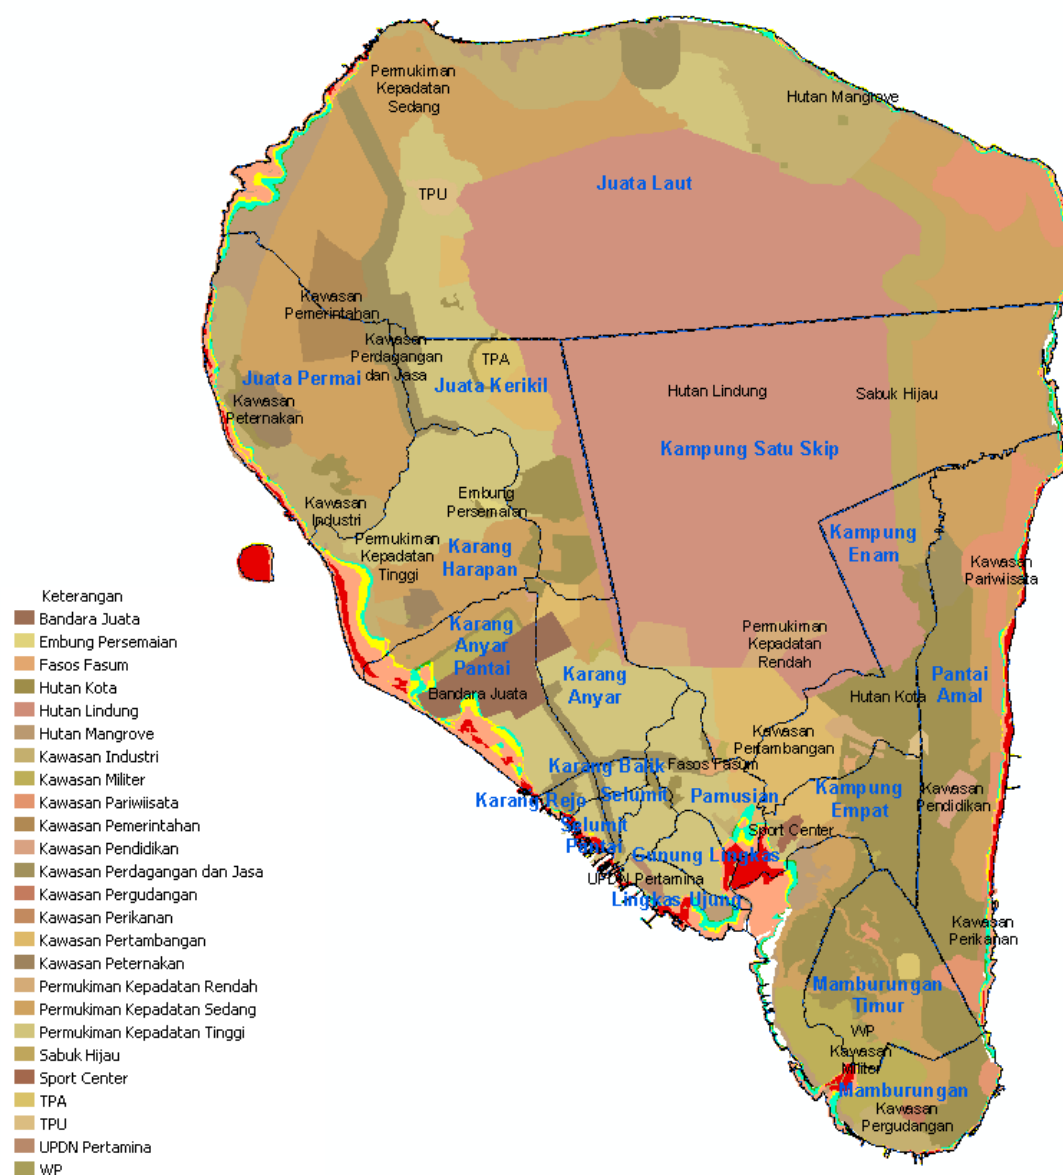 Permukiman
Kepadatan
Sedang
Hutan Mangrove
Juata Laut
TPU
Kawasan
Pemerintahan
Kawasan
Perdagangan
dan Jasa
TPA
Juata Permai
Juata Kerikil
Kawasan
Peternakan
Hutan Lindung
Sabuk Hijau
Kampung Satu Skip
Embung
Persemaian
Kawasan
Industri
Permukiman
Kepadatan
Tinggi
Karang
Harapan
Kampung
Enam
Kawasan
Pariwiisata
Karang
Anyar
Pantai
Permukiman
Kepadatan
Rendah
Karang
Anyar
Bandara Juata
Hutan Kota
Pantai
Amal
Kawasan
Pertambangan
Karang Balik
Fasos Fasum
Karang Rejo
Selumit
Pamusian
Kampung
Empat
Kawasan
Pendidikan
Selumit
Pantai
Sport Center
Gunung Lingkas
UPDN Pertamina
Lingkas Ujung
Kawasan
Perikanan
Mamburungan
Timur
WP
Kawasan
Militer
Mamburungan
Kawasan
Pergudangan
Keterangan
Bandara Juata
Embung Persemaian
Fasos Fasum
Hutan Kota
Hutan Lindung
Hutan Mangrove
Kawasan Industri
Kawasan Militer
Kawasan Pariwiisata
Kawasan Pemerintahan
Kawasan Pendidikan
Kawasan Perdagangan dan Jasa
Kawasan Pergudangan
Kawasan Perikanan
Kawasan Pertambangan
Kawasan Peternakan
Permukiman Kepadatan Rendah
Permukiman Kepadatan Sedang
Permukiman Kepadatan Tinggi
Sabuk Hijau
Sport Center
TPA
TPU
UPDN Pertamina
WP